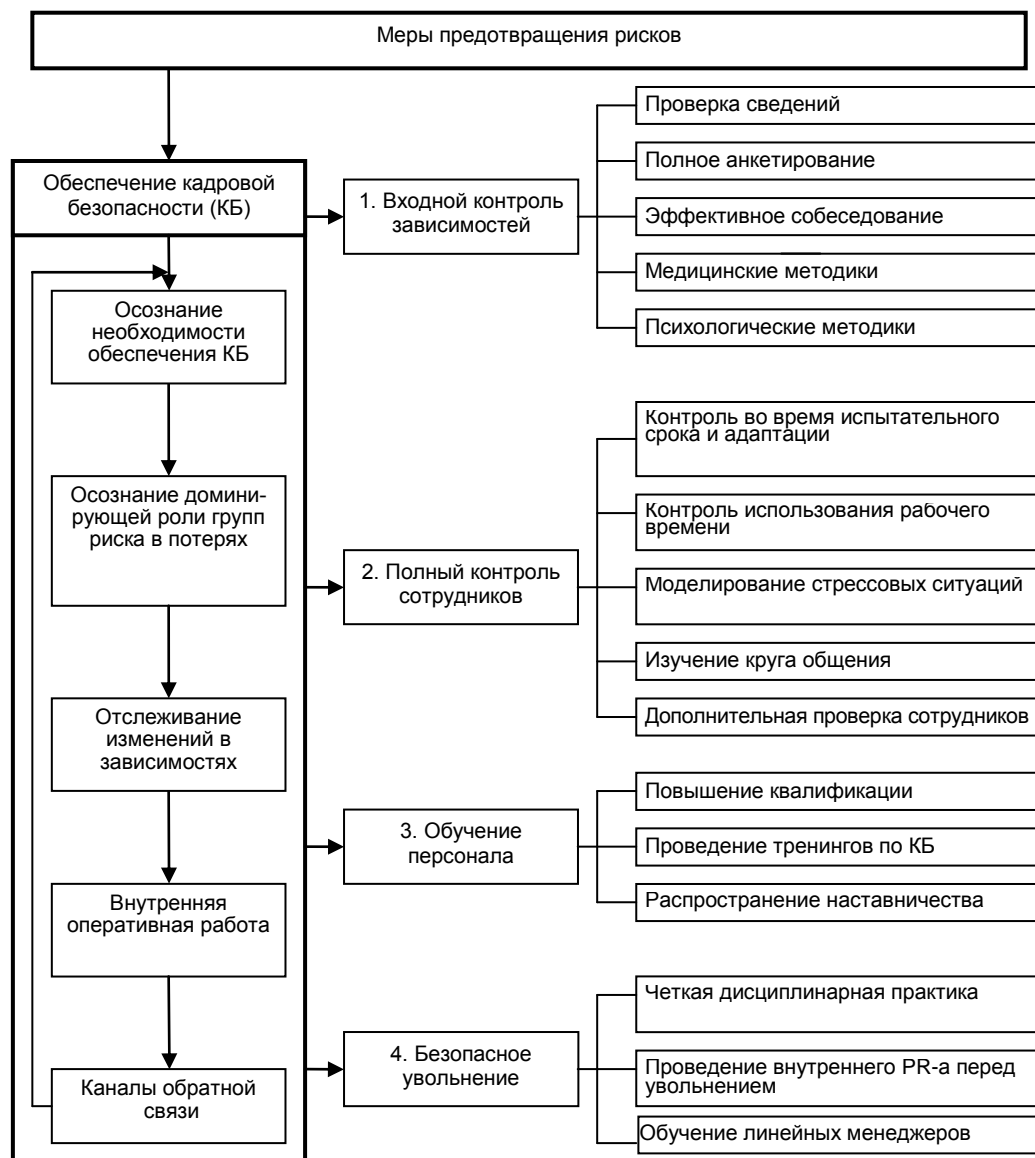 Меры предотвращения рисков
Обеспечение кадровой
безопасности (КБ)
Осознание
необходимости
обеспечения КБ
Осознание домини-
рующей роли групп
риска в потерях
Отслеживание
изменений в
зависимостях
Внутренняя
оперативная работа
Каналы обратной
связи
1. Входной контроль
зависимостей
Проверка сведений
Полное анкетирование
Эффективное собеседование
Медицинские методики
Психологические методики
2. Полный контроль
сотрудников
Контроль во время испытательного
срока и адаптации
Контроль использования рабочего
времени
Моделирование стрессовых ситуаций
Изучение круга общения
Дополнительная проверка сотрудников
3. Обучение
персонала
Повышение квалификации
Проведение тренингов по КБ
Распространение наставничества
4. Безопасное
увольнение
Четкая дисциплинарная практика
Проведение внутреннего PR-а перед
увольнением
Обучение линейных менеджеров